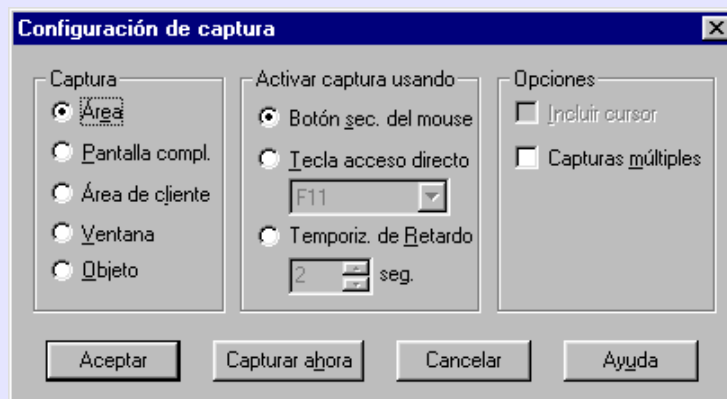 Configuración de captura
Captura
Área
Pantalla compl.
Área de cliente
Ventana
Objeto
Activar captura usando
Botón sec. del mouse
Tecla acceso directo
F11
Temporiz. de Retardo
2 seg.
Opciones
Incluir cursor
Capturas múltiples
Aceptar
Capturar ahora
Cancelar
Ayuda